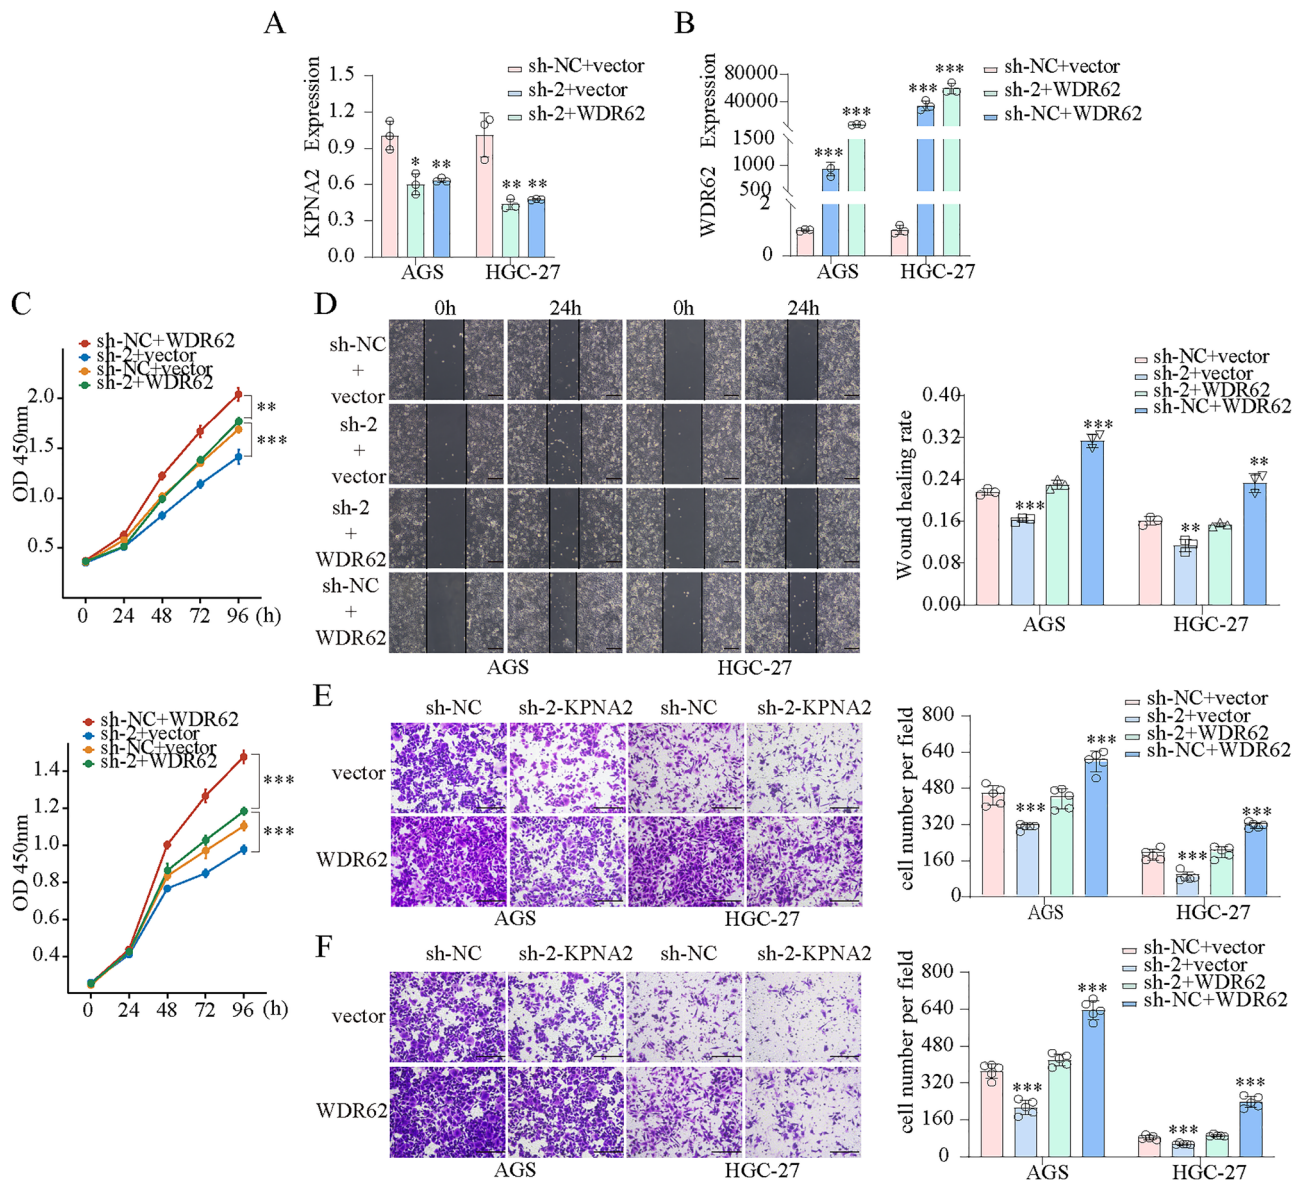 A
KPNA2 Expression
1.5
1.2
0.9
0.6
0.3
0.0
sh-NC+vector
sh-2+vector
sh-2+WDR62
*
**
**
**
AGS
HGC-27
B
WDR62 Expression
80000
40000
1500
1000
500
2
0
sh-NC+vector
sh-2+WDR62
sh-NC+WDR62
***
***
***
***
AGS
HGC-27
C
OD 450nm
2.0
1.5
1.0
0.5
sh-NC+WDR62
sh-2+vector
sh-NC+vector
sh-2+WDR62
**
***
0 24 48 72 96 (h)
OD 450nm
1.4
1.2
1.0
0.8
0.6
0.4
sh-NC+WDR62
sh-2+vector
sh-NC+vector
sh-2+WDR62
***
***
0 24 48 72 96 (h)
D
0h 24h 0h 24h
sh-NC
+
vector
sh-2
+
vector
sh-2
+
WDR62
sh-NC
+
WDR62
AGS HGC-27
Wound healing rate
0.40
0.32
0.24
0.16
0.08
0.00
sh-NC+vector
sh-2+vector
sh-2+WDR62
sh-NC+WDR62
***
***
**
**
AGS
HGC-27
E
sh-NC sh-2-KPNA2 sh-NC sh-2-KPNA2
vector
WDR62
AGS HGC-27
cell number per field
800
640
480
320
160
0
sh-NC+vector
sh-2+vector
sh-2+WDR62
sh-NC+WDR62
***
***
***
***
AGS
HGC-27
F
sh-NC sh-2-KPNA2 sh-NC sh-2-KPNA2
vector
WDR62
AGS HGC-27
cell number per field
800
640
480
320
160
0
sh-NC+vector
sh-2+vector
sh-2+WDR62
sh-NC+WDR62
***
***
***
***
AGS
HGC-27